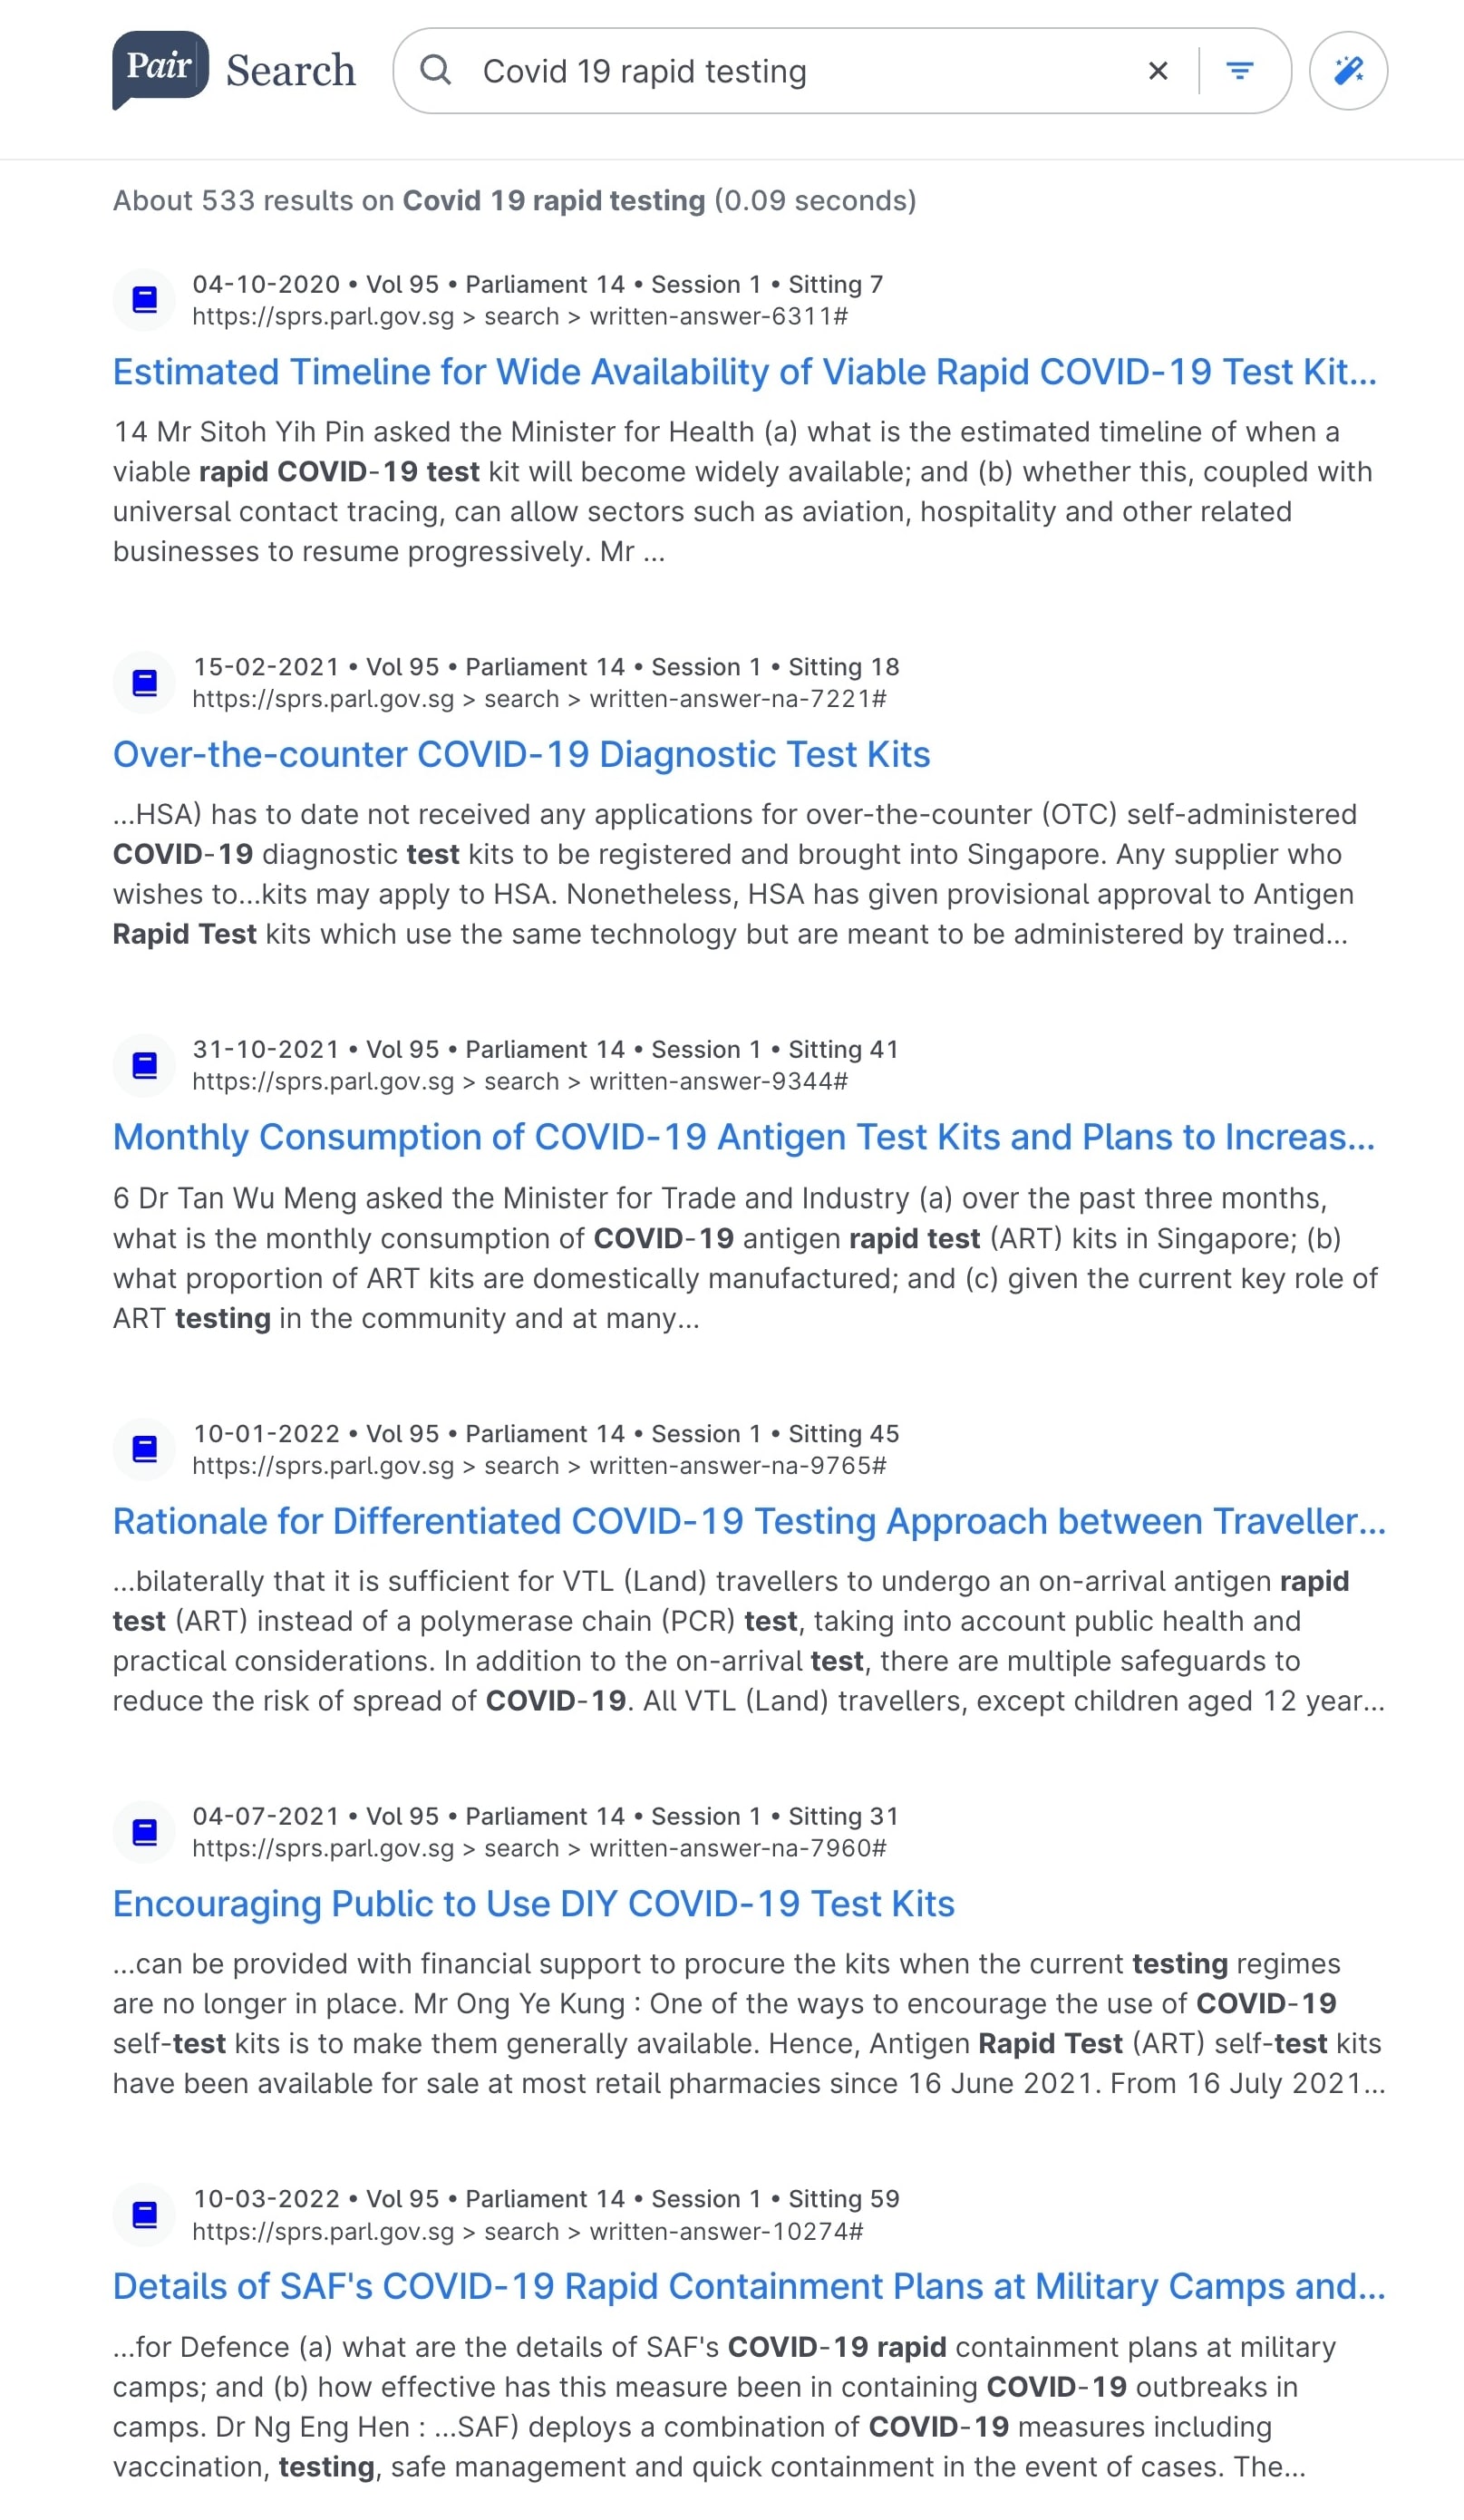 Pair Search
Covid 19 rapid testing
About 533 results on Covid 19 rapid testing (0.09 seconds)
04-10-2020 • Vol 95 • Parliament 14 • Session 1 • Sitting 7
https://sprs.parl.gov.sg > search > written-answer-6311#
Estimated Timeline for Wide Availability of Viable Rapid COVID-19 Test Kit...
14 Mr Sitoh Yih Pin asked the Minister for Health (a) what is the estimated timeline of when a
viable rapid COVID-19 test kit will become widely available; and (b) whether this, coupled with
universal contact tracing, can allow sectors such as aviation, hospitality and other related
businesses to resume progressively. Mr ...
15-02-2021 • Vol 95 • Parliament 14 • Session 1 • Sitting 18
https://sprs.parl.gov.sg > search > written-answer-na-7221#
Over-the-counter COVID-19 Diagnostic Test Kits
...HSA) has to date not received any applications for over-the-counter (OTC) self-administered
COVID-19 diagnostic test kits to be registered and brought into Singapore. Any supplier who
wishes to...kits may apply to HSA. Nonetheless, HSA has given provisional approval to Antigen
Rapid Test kits which use the same technology but are meant to be administered by trained...
31-10-2021 • Vol 95 • Parliament 14 • Session 1 • Sitting 41
https://sprs.parl.gov.sg > search > written-answer-9344#
Monthly Consumption of COVID-19 Antigen Test Kits and Plans to Increas...
6 Dr Tan Wu Meng asked the Minister for Trade and Industry (a) over the past three months,
what is the monthly consumption of COVID-19 antigen rapid test (ART) kits in Singapore; (b)
what proportion of ART kits are domestically manufactured; and (c) given the current key role of
ART testing in the community and at many...
10-01-2022 • Vol 95 • Parliament 14 • Session 1 • Sitting 45
https://sprs.parl.gov.sg > search > written-answer-na-9765#
Rationale for Differentiated COVID-19 Testing Approach between Traveller...
...bilaterally that it is sufficient for VTL (Land) travellers to undergo an on-arrival antigen rapid
test (ART) instead of a polymerase chain (PCR) test, taking into account public health and
practical considerations. In addition to the on-arrival test, there are multiple safeguards to
reduce the risk of spread of COVID-19. All VTL (Land) travellers, except children aged 12 year...
04-07-2021 • Vol 95 • Parliament 14 • Session 1 • Sitting 31
https://sprs.parl.gov.sg > search > written-answer-na-7960#
Encouraging Public to Use DIY COVID-19 Test Kits
...can be provided with financial support to procure the kits when the current testing regimes
are no longer in place. Mr Ong Ye Kung : One of the ways to encourage the use of COVID-19
self-test kits is to make them generally available. Hence, Antigen Rapid Test (ART) self-test kits
have been available for sale at most retail pharmacies since 16 June 2021. From 16 July 2021...
10-03-2022 • Vol 95 • Parliament 14 • Session 1 • Sitting 59
https://sprs.parl.gov.sg > search > written-answer-10274#
Details of SAF's COVID-19 Rapid Containment Plans at Military Camps and...
...for Defence (a) what are the details of SAF's COVID-19 rapid containment plans at military
camps; and (b) how effective has this measure been in containing COVID-19 outbreaks in
camps. Dr Ng Eng Hen : ...SAF) deploys a combination of COVID-19 measures including
vaccination, testing, safe management and quick containment in the event of cases. The...